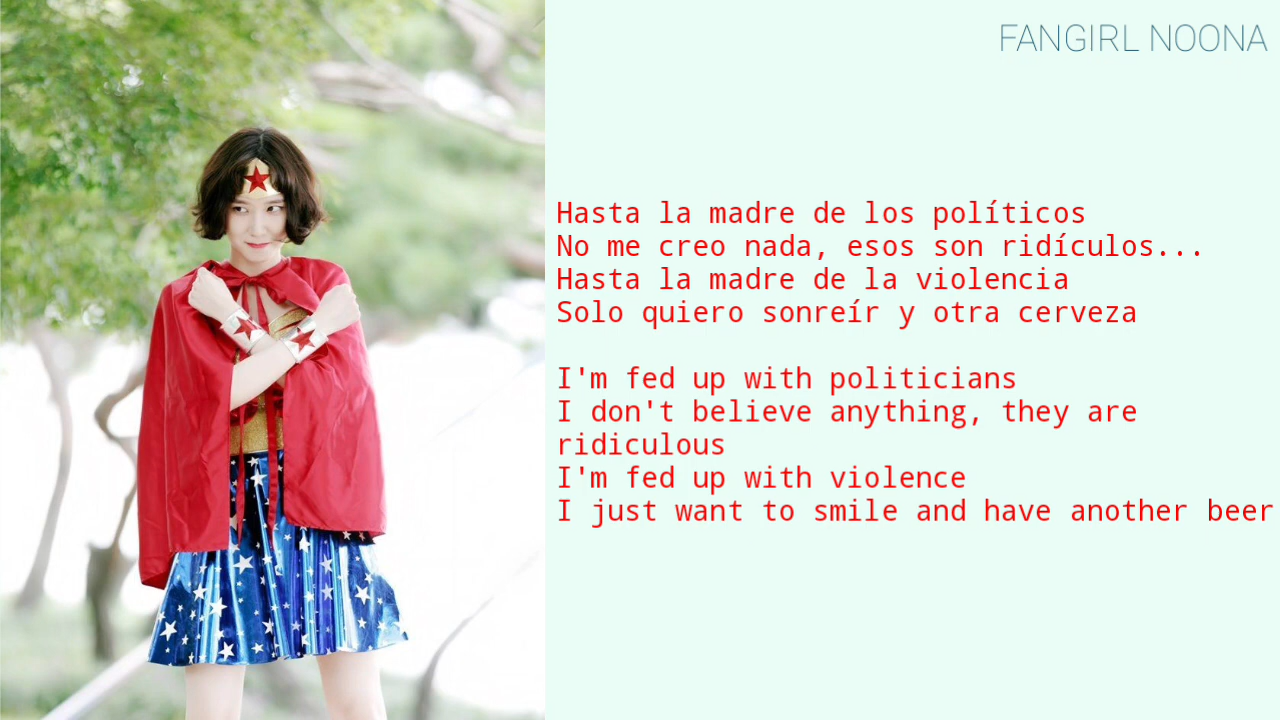 FANGIRL NOONA
Hasta la madre de los políticos
No me creo nada, esos son ridículos...
Hasta la madre de la violencia
Solo quiero sonreír y otra cerveza
I'm fed up with politicians
I don't believe anything, they are
ridiculous
I'm fed up with violence
I just want to smile and have another beer